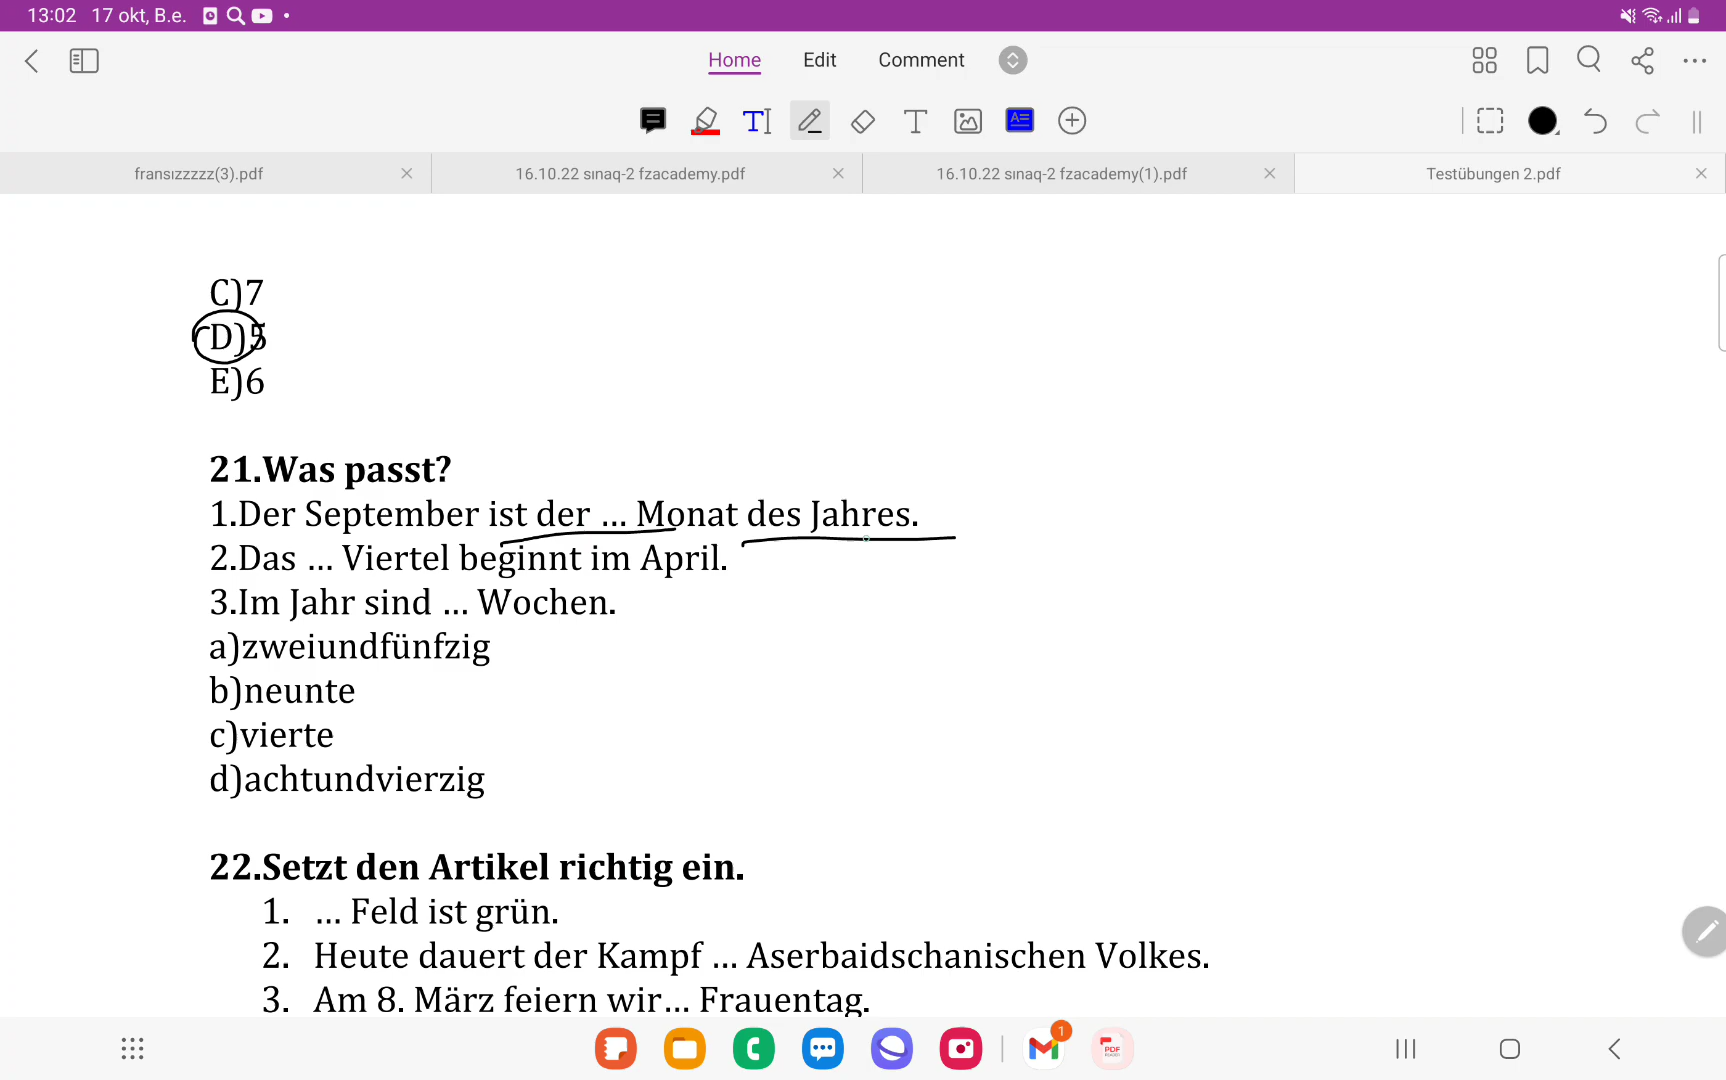 13:02 17 okt, B.e.
Home Edit Comment
fransızzzzz(3).pdf
16.10.22 sınaq-2 fzacademy.pdf
16.10.22 sınaq-2 fzacademy(1).pdf
Testübungen 2.pdf
C)7
D)5
E)6
21.Was passt?
1.Der September ist der ... Monat des Jahres.
2.Das ... Viertel beginnt im April.
3.Im Jahr sind ... Wochen.
a)zweiundfünfzig
b)neunte
c)vierte
d)achtundvierzig
22.Setzt den Artikel richtig ein.
1. ... Feld ist grün.
2. Heute dauert der Kampf ... Aserbaidschanischen Volkes.
3. Am 8. März feiern wir... Frauentag.
1
PDF